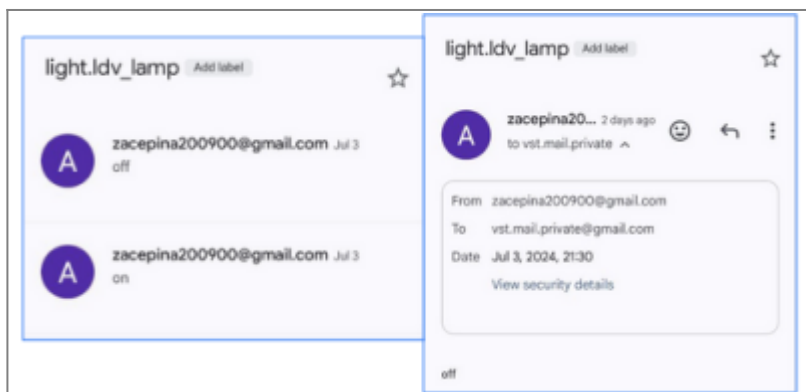 light.ldv_lamp Add label
A
zacepina200900@gmail.com Jul 3
off
A
zacepina200900@gmail.com Jul 3
on
light.ldv_lamp Add label
A
zacepina20... 2 days ago
to vst.mail.private
From zacepina200900@gmail.com
To vst.mail.private@gmail.com
Date Jul 3, 2024, 21:30
View security details
off